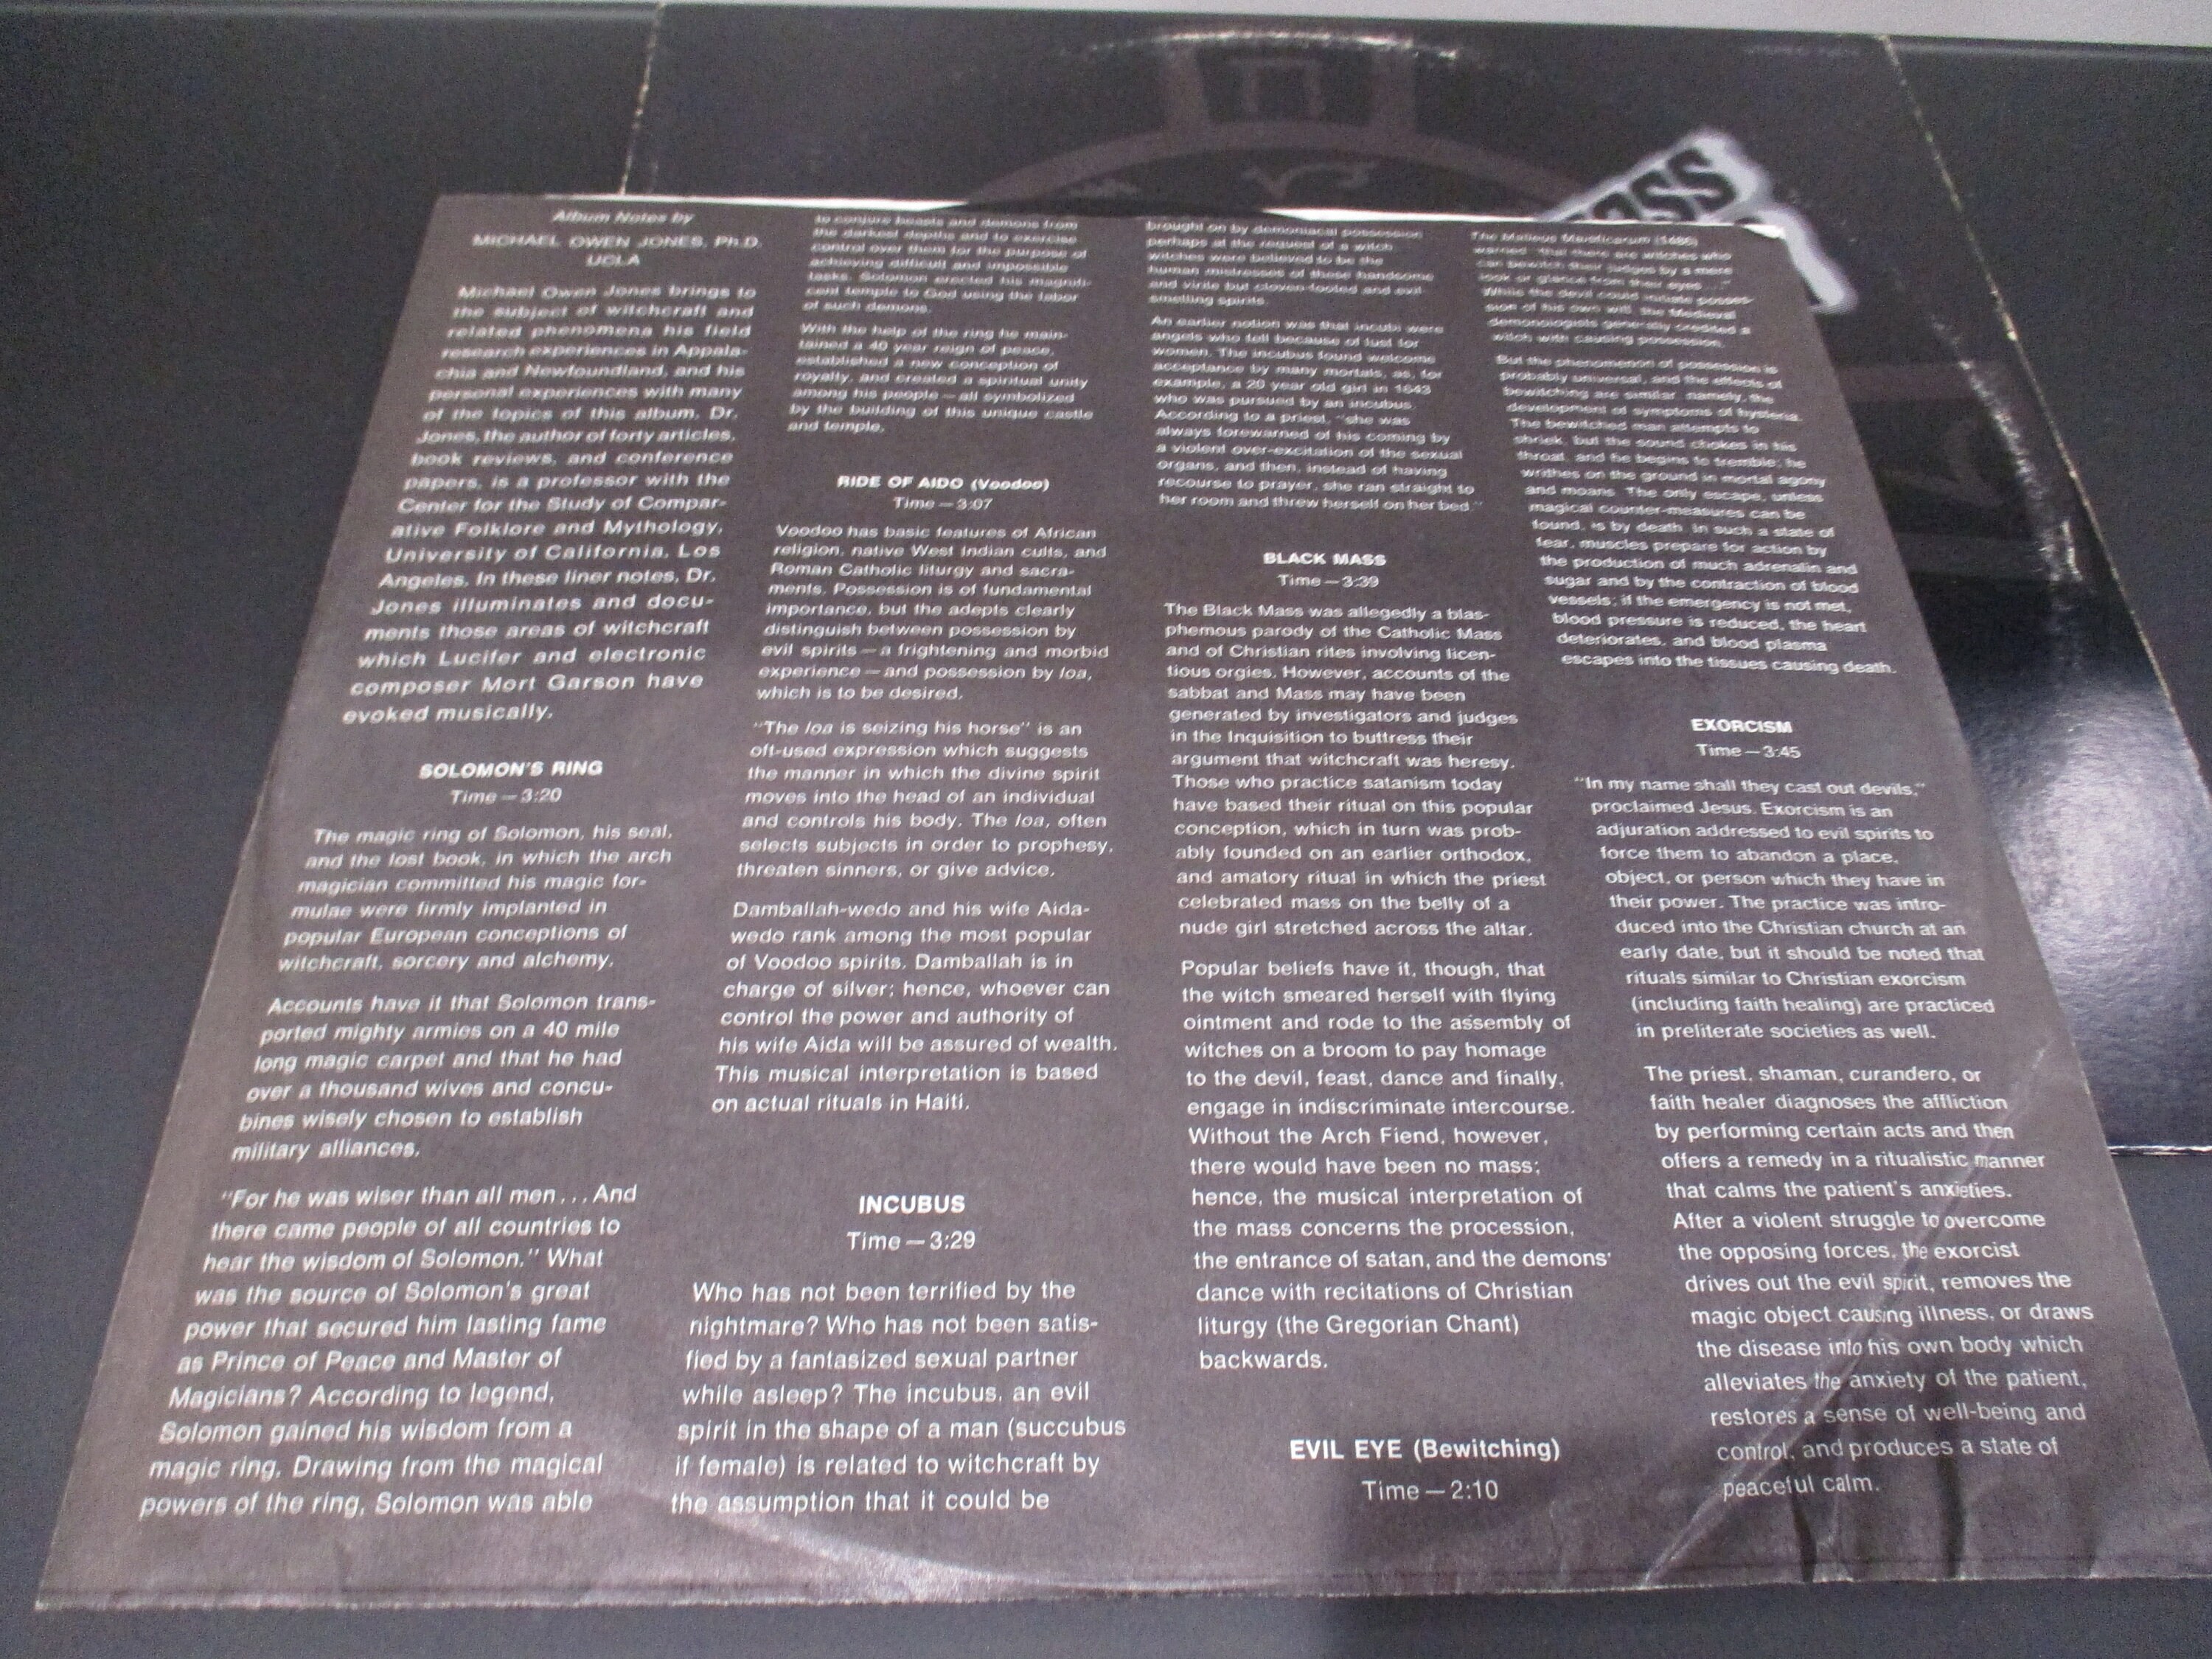 ASS
Album Notes by
MICHAEL OWEN JONES, Ph.D.
UCLA
Michael Owen Jones brings to
the subject of witchcraft and
related phenomena his field
research experiences in Appala-
chia and Newfoundland, and his
personal experiences with many
of the topics of this album. Dr.
Jones, the author of forty articles,
book reviews, and conference
papers, is a professor with the
Center for the Study of Compar-
ative Folklore and Mythology,
University of California, Los
Angeles. In these liner notes, Dr.
Jones illuminates and docu-
ments those areas of witchcraft
which Lucifer and electronic
composer Mort Garson have
evoked musically.
SOLOMON'S RING
Time — 3:20
The magic ring of Solomon, his seal,
and the lost book, in which the arch
magician committed his magic for-
mulae were firmly implanted in
popular European conceptions of
witchcraft, sorcery and alchemy.
Accounts have it that Solomon trans-
ported mighty armies on a 40 mile
long magic carpet and that he had
over a thousand wives and concu-
bines wisely chosen to establish
military alliances.
"For he was wiser than all men . . . And
there came people of all countries to
hear the wisdom of Solomon." What
was the source of Solomon's great
power that secured him lasting fame
as Prince of Peace and Master of
Magicians? According to legend,
Solomon gained his wisdom from a
magic ring. Drawing from the magical
powers of the ring, Solomon was able
to conjure beasts and demons from
the darkest depths and to exercise
control over them for the purpose of
achieving difficult and impossible
tasks. Solomon erected his magnifi-
cent temple to God using the labor
of such demons.
With the help of the ring he main-
tained a 40 year reign of peace,
established a new conception of
royalty, and created a spiritual unity
among his people — all symbolized
by the building of this unique castle
and temple.
RIDE OF AIDO (Voodoo)
Time — 3:07
Voodoo has basic features of African
religion, native West Indian cults, and
Roman Catholic liturgy and sacra-
ments. Possession is of fundamental
importance, but the adepts clearly
distinguish between possession by
evil spirits — a frightening and morbid
experience — and possession by loa,
which is to be desired.
"The loa is seizing his horse" is an
oft-used expression which suggests
the manner in which the divine spirit
moves into the head of an individual
and controls his body. The loa, often
selects subjects in order to prophesy,
threaten sinners, or give advice.
Damballah-wedo and his wife Aida-
wedo rank among the most popular
of Voodoo spirits. Damballah is in
charge of silver; hence, whoever can
control the power and authority of
his wife Aida will be assured of wealth.
This musical interpretation is based
on actual rituals in Haiti.
INCUBUS
Time — 3:29
Who has not been terrified by the
nightmare? Who has not been satis-
fied by a fantasized sexual partner
while asleep? The incubus, an evil
spirit in the shape of a man (succubus
if female) is related to witchcraft by
the assumption that it could be
brought on by demoniacal possession
perhaps at the request of a witch
witches were believed to be the
human mistresses of these handsome
and virile but cloven-footed and evil-
smelling spirits.
An earlier notion was that incubi were
angels who fell because of lust for
women. The incubus found welcome
acceptance by many mortals, as, for
example, a 20 year old girl in 1643
who was pursued by an incubus.
According to a priest, "she was
always forewarned of his coming by
a violent over-excitation of the sexual
organs, and then, instead of having
recourse to prayer, she ran straight to
her room and threw herself on her bed."
BLACK MASS
Time — 3:39
The Black Mass was allegedly a blas-
phemous parody of the Catholic Mass
and of Christian rites involving licen-
tious orgies. However, accounts of the
sabbat and Mass may have been
generated by investigators and judges
in the Inquisition to buttress their
argument that witchcraft was heresy.
Those who practice satanism today
have based their ritual on this popular
conception, which in turn was prob-
ably founded on an earlier orthodox,
and amatory ritual in which the priest
celebrated mass on the belly of a
nude girl stretched across the altar.
Popular beliefs have it, though, that
the witch smeared herself with flying
ointment and rode to the assembly of
witches on a broom to pay homage
to the devil, feast, dance and finally,
engage in indiscriminate intercourse.
Without the Arch Fiend, however,
there would have been no mass;
hence, the musical interpretation of
the mass concerns the procession,
the entrance of satan, and the demons'
dance with recitations of Christian
liturgy (the Gregorian Chant)
backwards.
EVIL EYE (Bewitching)
Time — 2:10
The (1486)
warned "that there are witches who
can bewitch their judges by a mere
look or glance from their eyes . . ."
While the devil could initiate posses-
sion of his own will, the Medieval
demonologists generally credited a
witch with causing possession.
But the phenomenon of possession is
probably universal, and the effects of
bewitching are similar, namely, the
development of symptoms of hysteria.
The bewitched man attempts to
shriek, but the sound chokes in his
throat, and he begins to tremble; he
writhes on the ground in mortal agony
and moans. The only escape, unless
magical counter-measures can be
found, is by death. In such a state of
fear, muscles prepare for action by
the production of much adrenalin and
sugar and by the contraction of blood
vessels; if the emergency is not met,
blood pressure is reduced, the heart
deteriorates, and blood plasma
escapes into the tissues causing death.
EXORCISM
Time — 3:45
"In my name shall they cast out devils,"
proclaimed Jesus. Exorcism is an
adjuration addressed to evil spirits to
force them to abandon a place,
object, or person which they have in
their power. The practice was intro-
duced into the Christian church at an
early date, but it should be noted that
rituals similar to Christian exorcism
(including faith healing) are practiced
in preliterate societies as well.
The priest, shaman, curandero, or
faith healer diagnoses the affliction
by performing certain acts and then
offers a remedy in a ritualistic manner
that calms the patient's anxieties.
After a violent struggle to overcome
the opposing forces, the exorcist
drives out the evil spirit, removes the
magic object causing illness, or draws
the disease into his own body which
alleviates the anxiety of the patient,
restores a sense of well-being and
control, and produces a state of
peaceful calm.